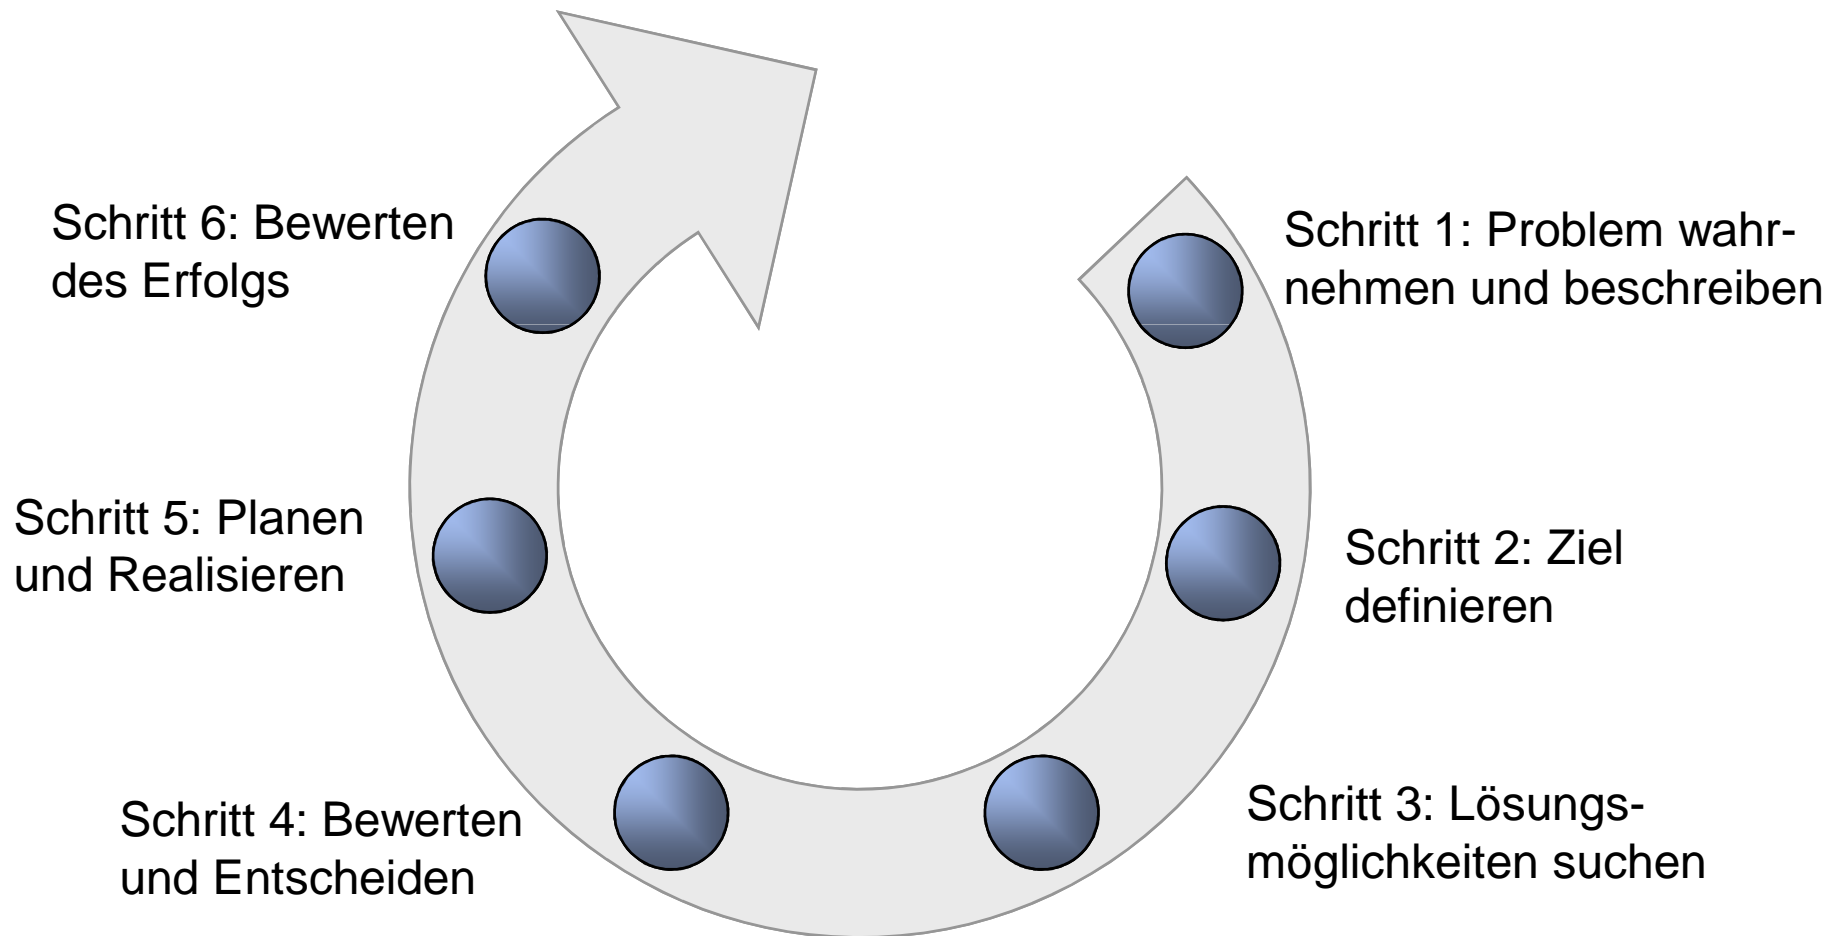 Schritt 1: Problem wahr-
nehmen und beschreiben
Schritt 2: Ziel
definieren
Schritt 3: Lösungs-
möglichkeiten suchen
Schritt 4: Bewerten
und Entscheiden
Schritt 5: Planen
und Realisieren
Schritt 6: Bewerten
des Erfolgs